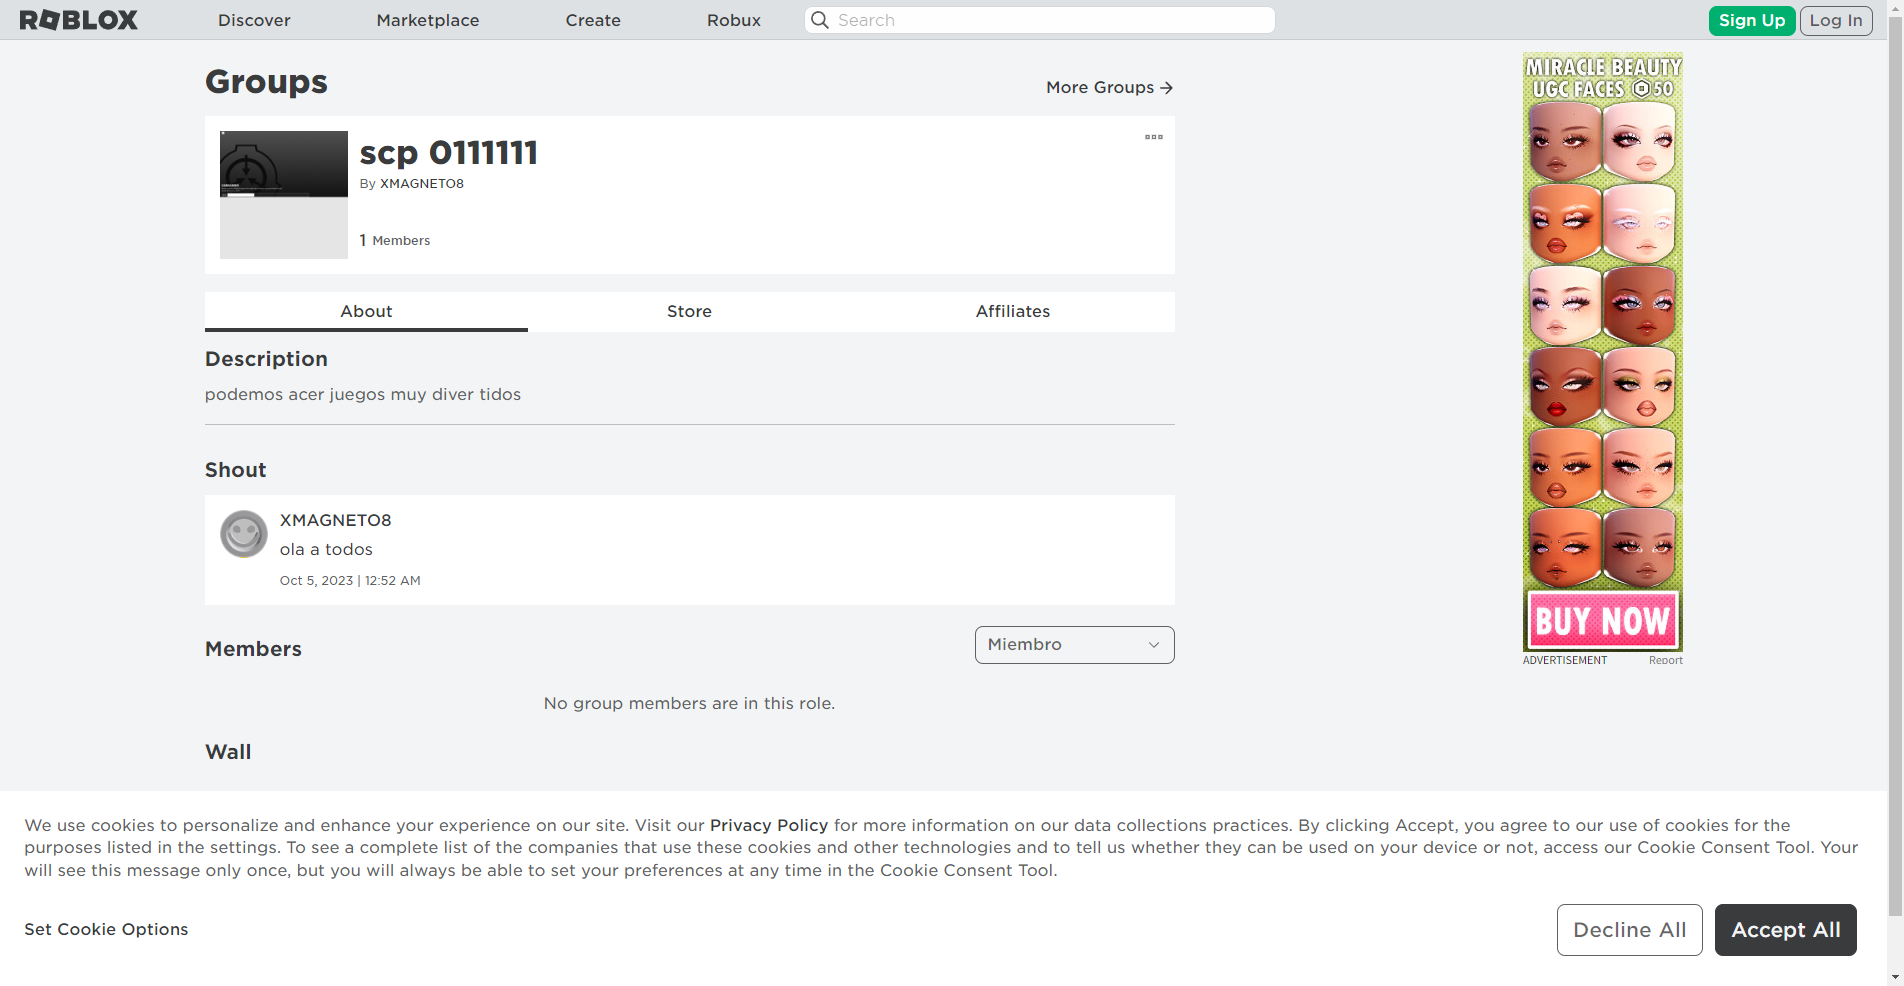 ROBLOX
Discover
Marketplace
Create
Robux
Search
Sign Up
Log In
Groups
More Groups
scp 0111111
By XMAGNETO8
1 Members
About
Store
Affiliates
Description
podemos acer juegos muy diver tidos
Shout
XMAGNETO8
ola a todos
Oct 5, 2023 | 12:52 AM
Members
Miembro
No group members are in this role.
Wall
MIRACLE BEAUTY
UGC FACES 50
BUY NOW
ADVERTISEMENT
Report
We use cookies to personalize and enhance your experience on our site. Visit our Privacy Policy for more information on our data collections practices. By clicking Accept, you agree to our use of cookies for the
purposes listed in the settings. To see a complete list of the companies that use these cookies and other technologies and to tell us whether they can be used on your device or not, access our Cookie Consent Tool. Your
will see this message only once, but you will always be able to set your preferences at any time in the Cookie Consent Tool.
Set Cookie Options
Decline All
Accept All